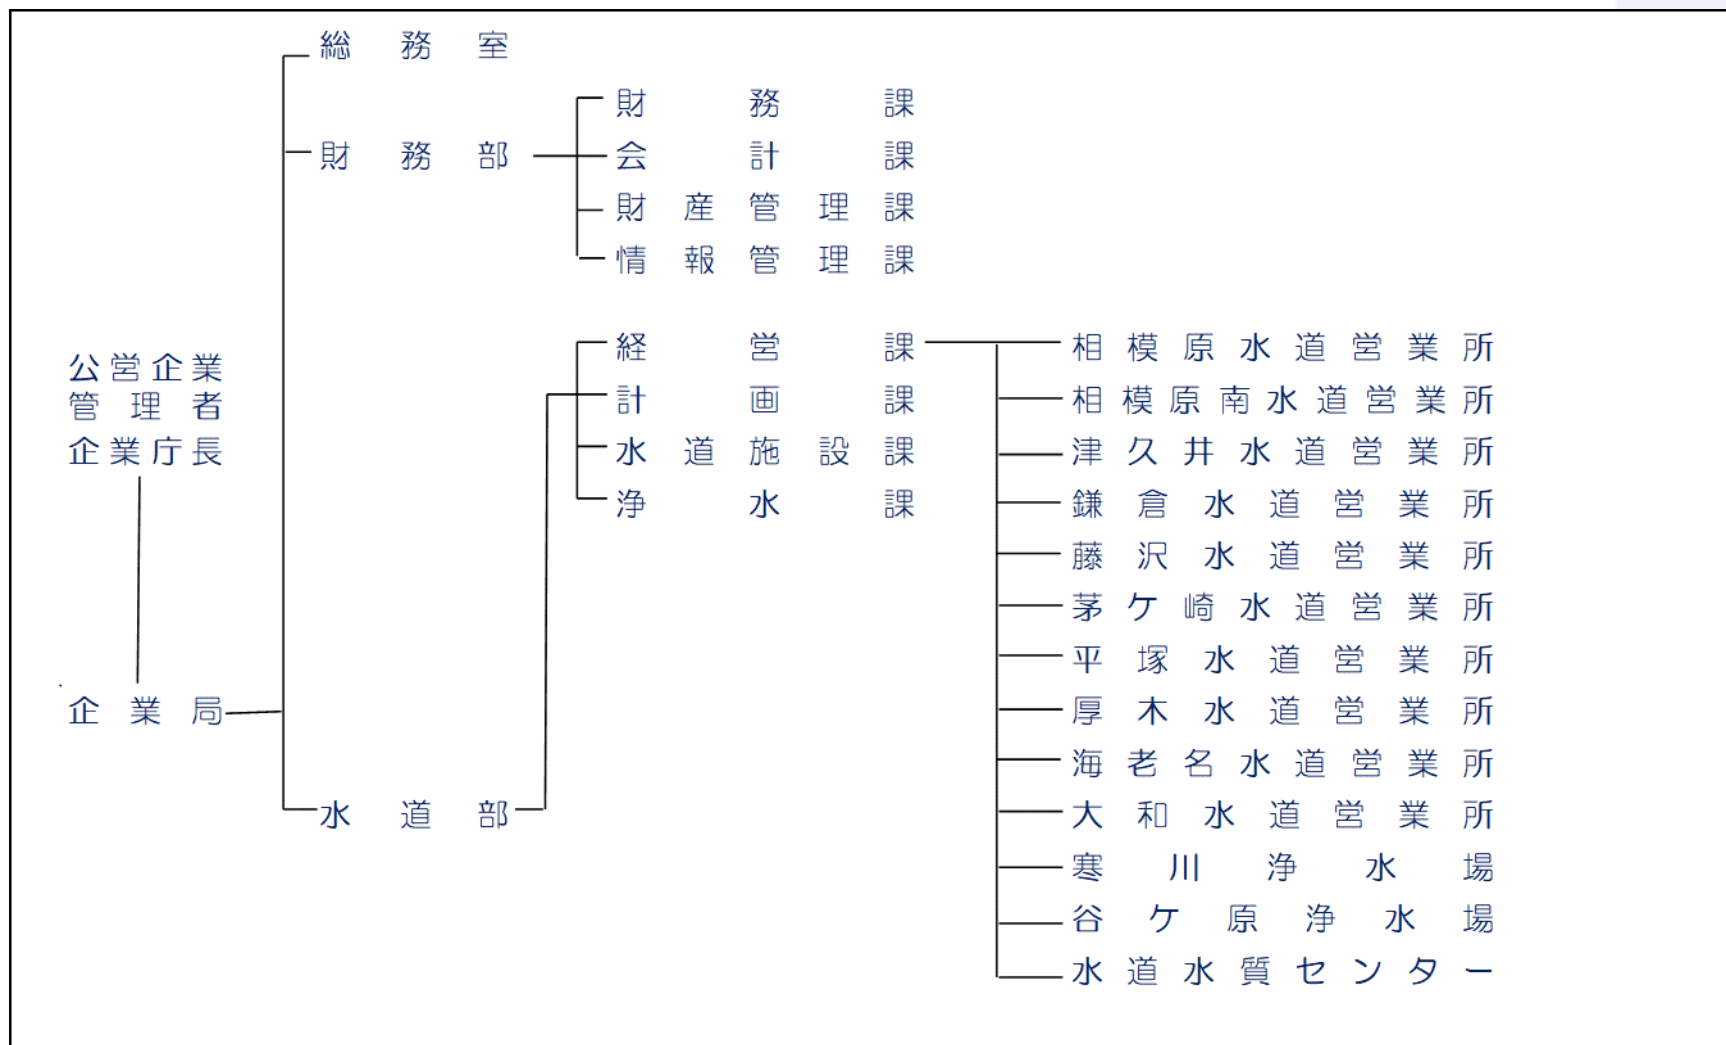 総務室
財務課
財務部
会計課
財産管理課
情報管理課
公営企業
管理者
企業庁長
企業局
水道部
経営課
計画課
水道施設課
浄水課
相模原水道営業所
相模原南水道営業所
津久井水道営業所
鎌倉水道営業所
藤沢水道営業所
茅ケ崎水道営業所
平塚水道営業所
厚木水道営業所
海老名水道営業所
大和水道営業所
寒川浄水場
谷ケ原浄水場
水道水質センター